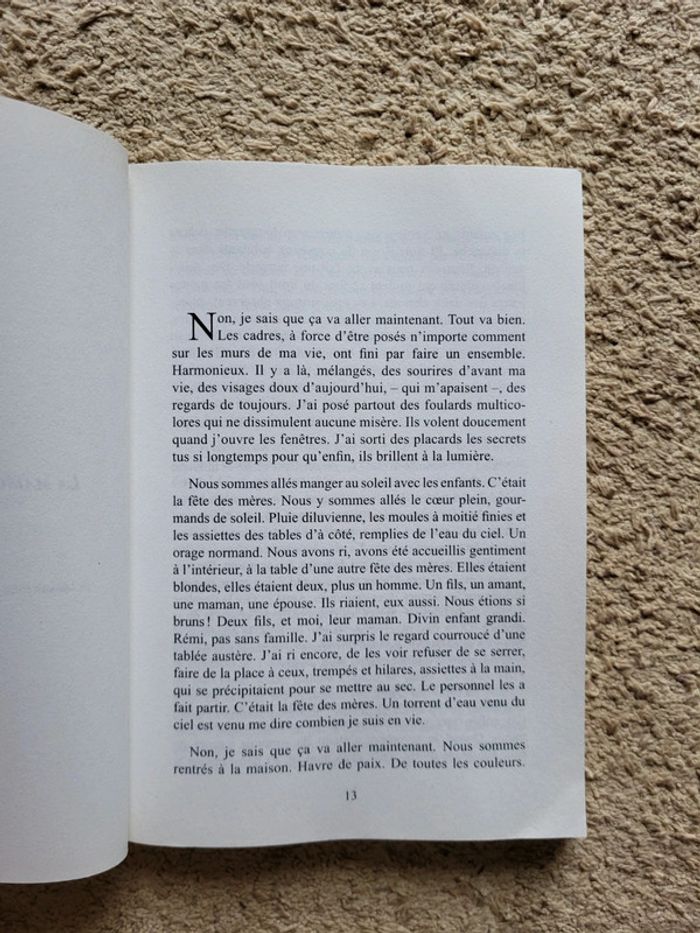 Non, je sais que ça va aller maintenant. Tout va bien.
Les cadres, à force d'être posés n'importe comment
sur les murs de ma vie, ont fini par faire un ensemble.
Harmonieux. Il y a là, mélangés, des sourires d'avant ma
vie, des visages doux d'aujourd'hui, – qui m'apaisent –, des
regards de toujours. J'ai posé partout des foulards multico-
lores qui ne dissimulent aucune misère. Ils volent doucement
quand j'ouvre les fenêtres. J'ai sorti des placards les secrets
tus si longtemps pour qu'enfin, ils brillent à la lumière.
Nous sommes allés manger au soleil avec les enfants. C'était
la fête des mères. Nous y sommes allés le cœur plein, gour-
mands de soleil. Pluie diluvienne, les moules à moitié finies et
les assiettes des tables d'à côté, remplies de l'eau du ciel. Un
orage normand. Nous avons ri, avons été accueillis gentiment
à l'intérieur, à la table d'une autre fête des mères. Elles étaient
blondes, elles étaient deux, plus un homme. Un fils, un amant,
une maman, une épouse. Ils riaient, eux aussi. Nous étions si
bruns ! Deux fils, et moi, leur maman. Divin enfant grandi.
Rémi, pas sans famille. J'ai surpris le regard courroucé d'une
tablée austère. J'ai ri encore, de les voir refuser de se serrer,
faire de la place à ceux, trempés et hilares, assiettes à la main,
qui se précipitaient pour se mettre au sec. Le personnel les a
fait partir. C'était la fête des mères. Un torrent d'eau venu du
ciel est venu me dire combien je suis en vie.
Non, je sais que ça va aller maintenant. Nous sommes
rentrés à la maison. Havre de paix. De toutes les couleurs.
13